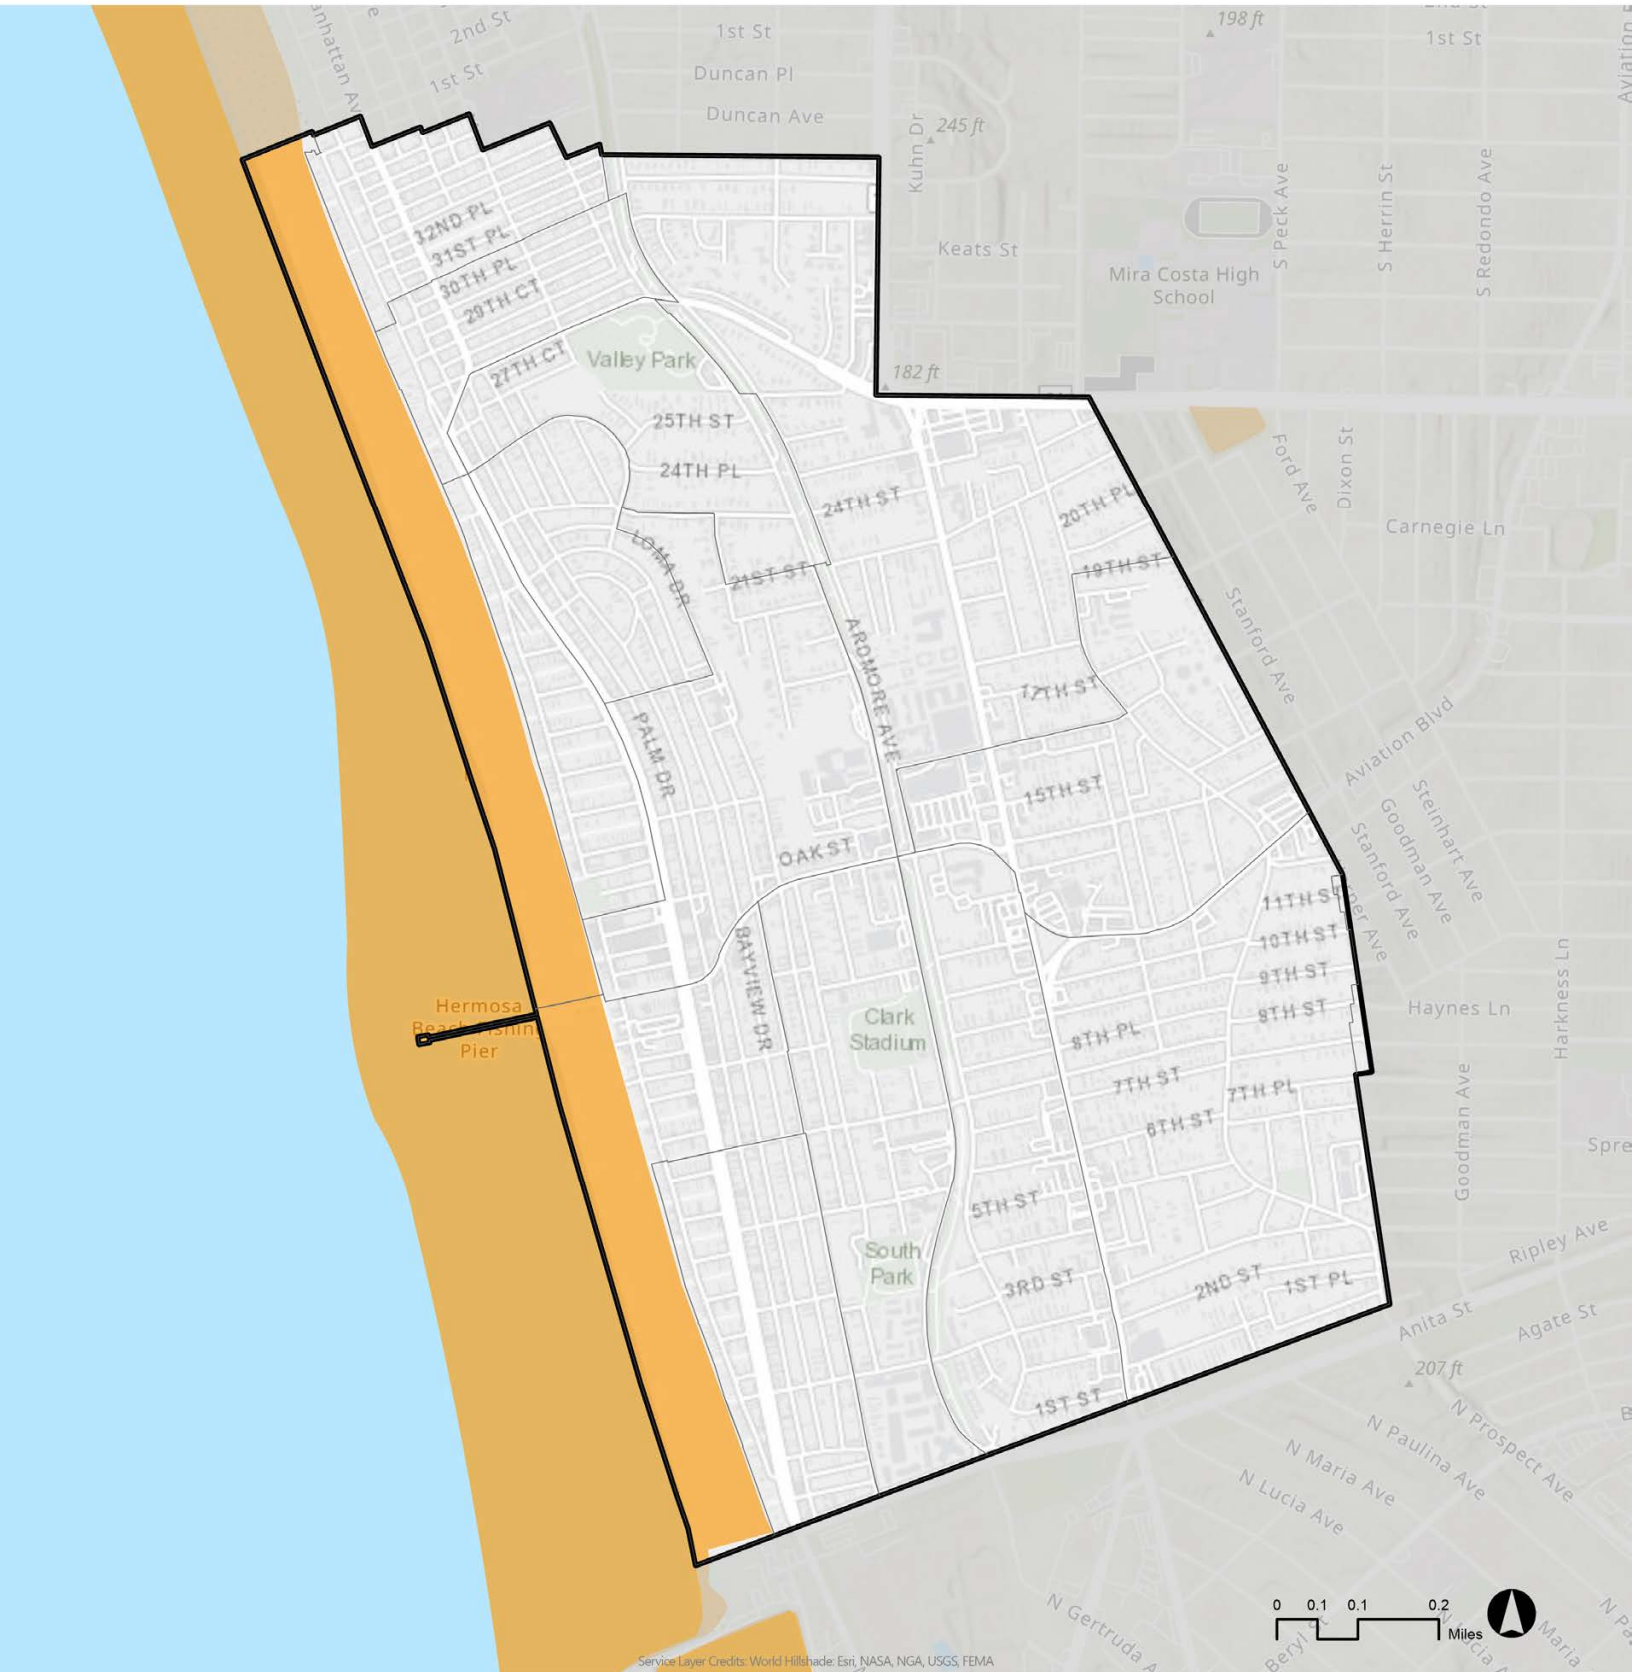 2nd St
1st St
1st St
198 ft
1st St
Duncan Pl
Duncan Ave
Kuhn Dr
245 ft
S Peck Ave
S Herrin St
S Redondo Ave
Keats St
Mira Costa High
School
32ND PL
31ST PL
30TH PL
29TH CT
27TH CT
Valley Park
182 ft
25TH ST
24TH PL
24TH ST
20TH PL
19TH ST
Ford Ave
Dixon St
Carnegie Ln
LOMA DR
21ST ST
ARDMORE AVE
17TH ST
Stanford Ave
PALM DR
15TH ST
Aviation Blvd
Steinhart Ave
Goodman Ave
Stanford Ave
OAK ST
11TH ST
10TH ST
9TH ST
8TH ST
BAYVIEW DR
Hermosa
Pier
Clark
Stadium
8TH PL
7TH ST
7TH PL
6TH ST
Haynes Ln
Harkness Ln
Goodman Ave
5TH ST
South
Park
3RD ST
2ND ST
1ST PL
1ST ST
Ripley Ave
Anita St
Agate St
207 ft
N Prospect Ave
N Paulina Ave
N Maria Ave
N Lucia Ave
N Gertruda A
0 0.1 0.1 0.2
Miles
Service Layer Credits: World Hillshade: Esri, NASA, NGA, USGS, FEMA